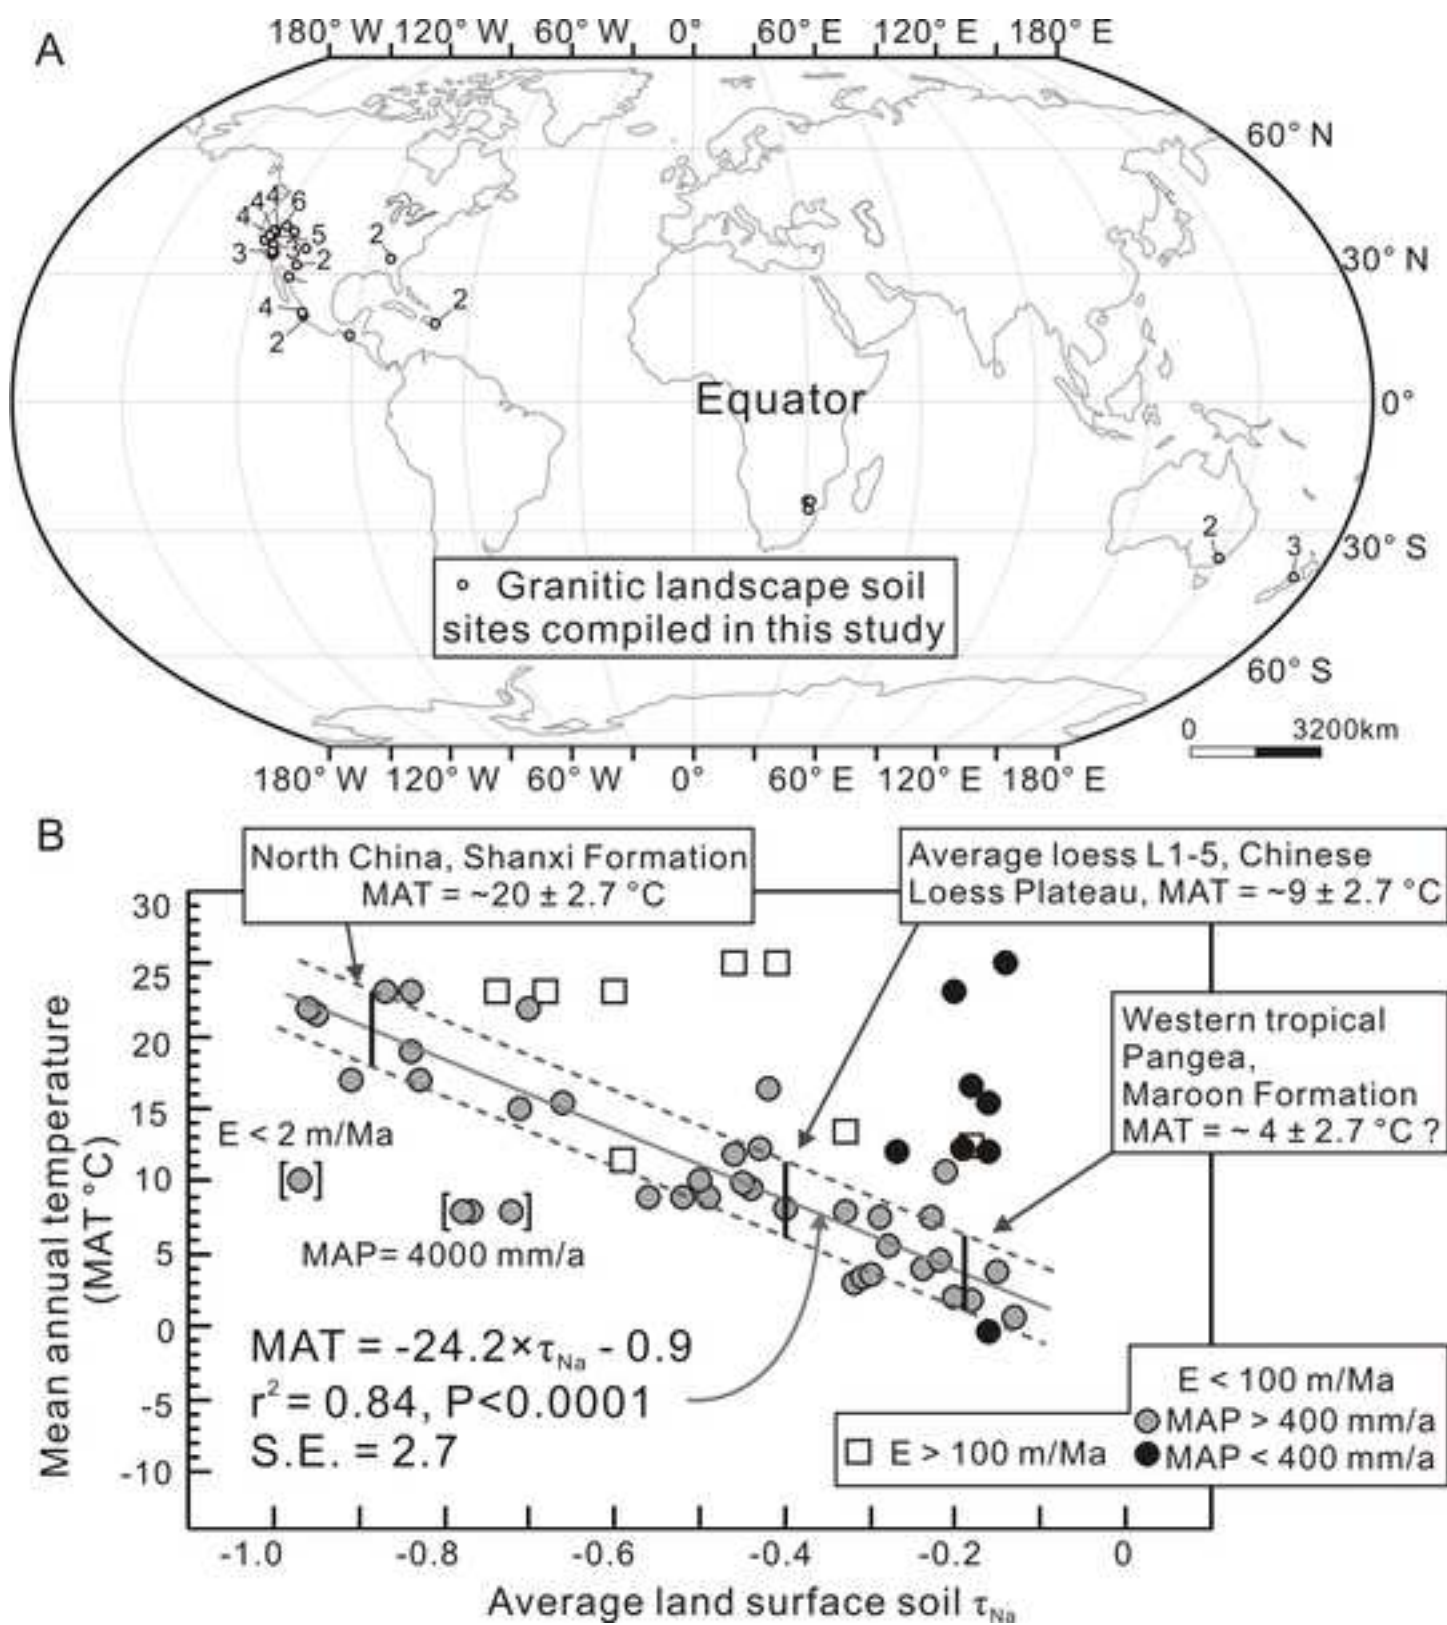 A
180° W 120° W 60° W 0° 60° E 120° E 180° E
60° N
4 4 6
4
5
2
3 3 2
30° N
4
2
2
Equator
0°
2
3
30° S
Granitic landscape soil
sites compiled in this study
60° S
0 3200km
180° W 120° W 60° W 0° 60° E 120° E 180° E
B
North China, Shanxi Formation
MAT = ~20 ± 2.7 °C
Average loess L1-5, Chinese
Loess Plateau, MAT = ~9 ± 2.7 °C
Western tropical
Pangea,
Maroon Formation
MAT = ~ 4 ± 2.7 °C ?
30
25
20
15
10
5
0
-5
-10
Mean annual temperature
(MAT °C)
E < 2 m/Ma
MAP= 4000 mm/a
MAT = -24.2×τNa - 0.9
r² = 0.84, P<0.0001
S.E. = 2.7
E < 100 m/Ma
MAP > 400 mm/a
E > 100 m/Ma
MAP < 400 mm/a
-1.0 -0.8 -0.6 -0.4 -0.2 0
Average land surface soil τNa